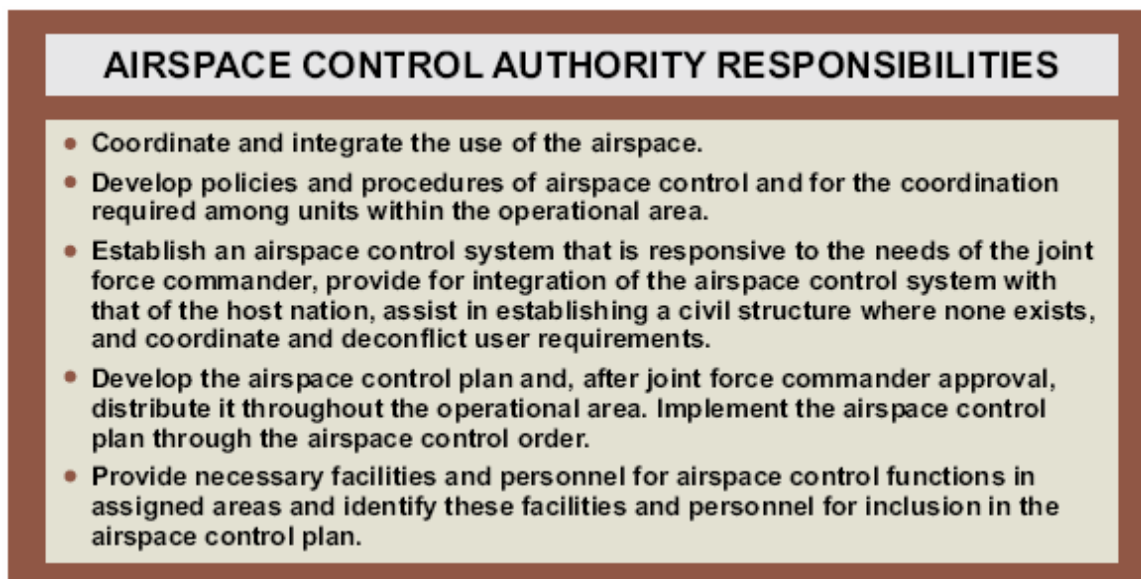 AIRSPACE CONTROL AUTHORITY RESPONSIBILITIES
• Coordinate and integrate the use of the airspace.
• Develop policies and procedures of airspace control and for the coordination
required among units within the operational area.
• Establish an airspace control system that is responsive to the needs of the joint
force commander, provide for integration of the airspace control system with
that of the host nation, assist in establishing a civil structure where none exists,
and coordinate and deconflict user requirements.
• Develop the airspace control plan and, after joint force commander approval,
distribute it throughout the operational area. Implement the airspace control
plan through the airspace control order.
• Provide necessary facilities and personnel for airspace control functions in
assigned areas and identify these facilities and personnel for inclusion in the
airspace control plan.